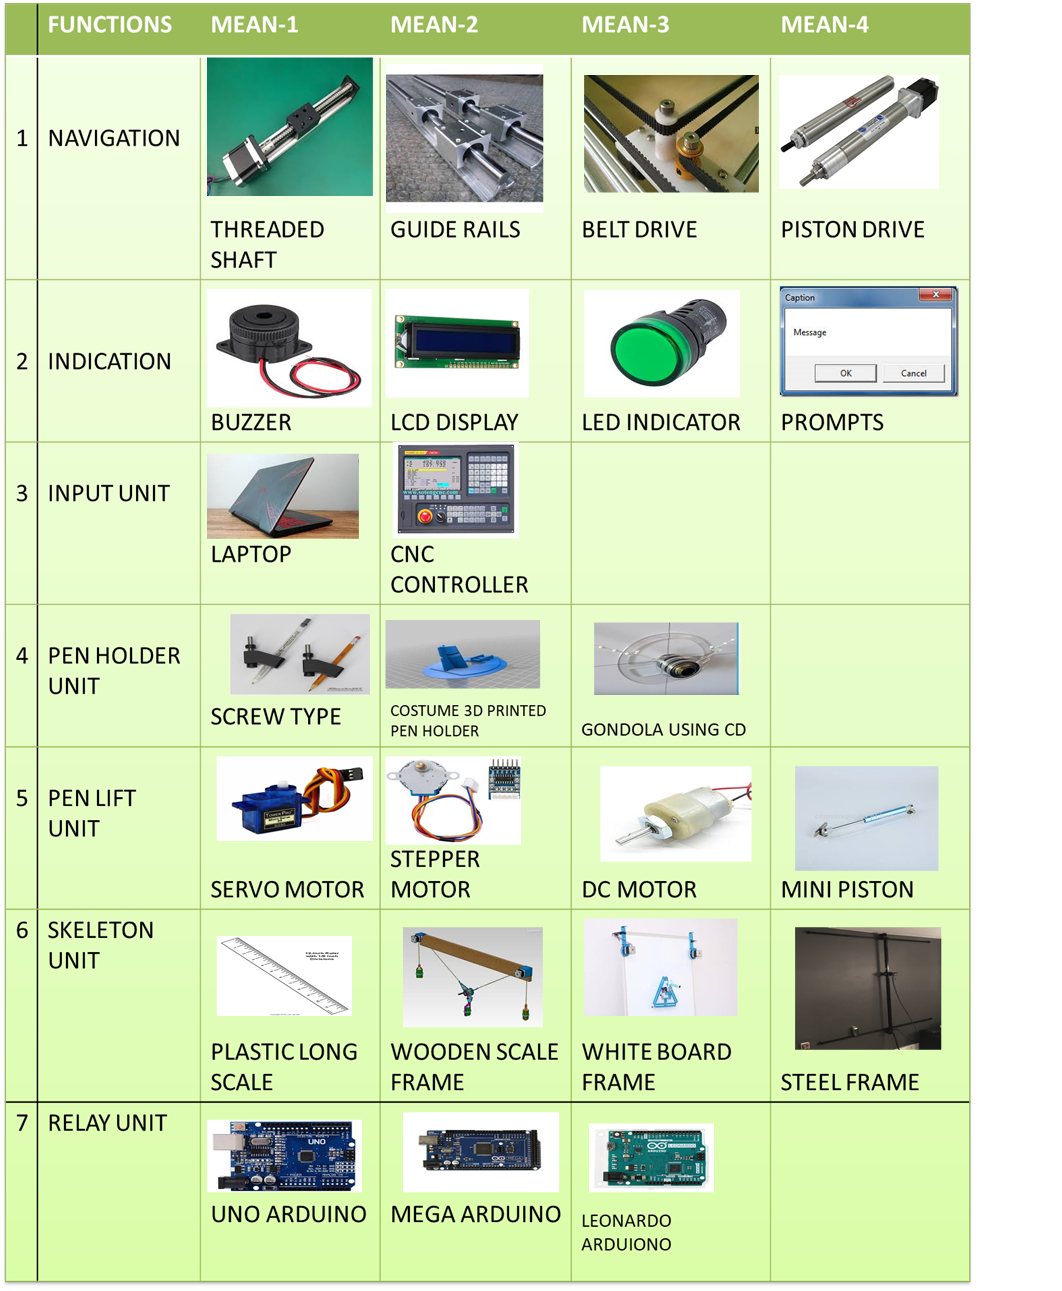 FUNCTIONS MEAN-1 MEAN-2 MEAN-3 MEAN-4
1 NAVIGATION
THREADED
SHAFT
GUIDE RAILS
BELT DRIVE
PISTON DRIVE
2 INDICATION
BUZZER
LCD DISPLAY
LED INDICATOR
Caption
Message
OK Cancel
PROMPTS
3 INPUT UNIT
LAPTOP
CNC
CONTROLLER
4 PEN HOLDER
UNIT
SCREW TYPE
COSTUME 3D PRINTED
PEN HOLDER
GONDOLA USING CD
5 PEN LIFT
UNIT
SERVO MOTOR
STEPPER
MOTOR
DC MOTOR
MINI PISTON
6 SKELETON
UNIT
PLASTIC LONG
SCALE
WOODEN SCALE
FRAME
WHITE BOARD
FRAME
STEEL FRAME
7 RELAY UNIT
UNO
UNO ARDUINO
MEGA ARDUINO
LEONARDO
ARDUIONO